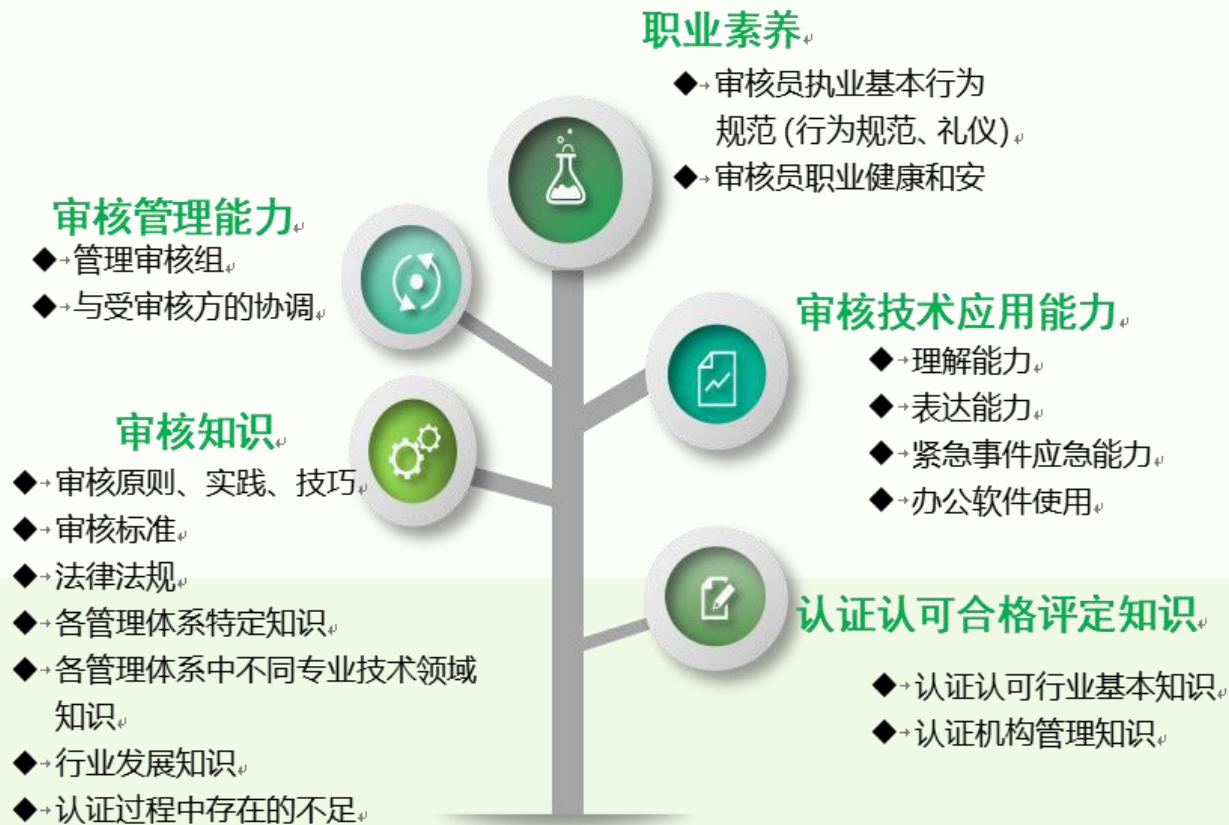 职业素养
◆审核员执业基本行为
规范 (行为规范、礼仪)
◆审核员职业健康和安
审核管理能力
◆管理审核组
◆与受审核方的协调
审核技术应用能力
◆理解能力
◆表达能力
◆紧急事件应急能力
◆办公软件使用
审核知识
◆审核原则、实践、技巧
◆审核标准
◆法律法规
◆各管理体系特定知识
◆各管理体系中不同专业技术领域
知识
◆行业发展知识
◆认证过程中存在的不足
认证认可合格评定知识
◆认证认可行业基本知识
◆认证机构管理知识